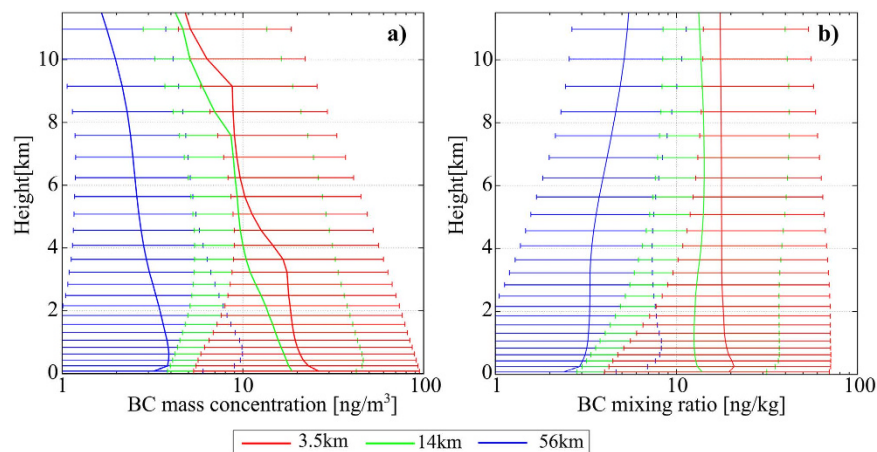 a)
b)
Height[km]
10
8
6
4
2
0
1
10
100
BC mass concentration [ng/m³]
Height[km]
10
8
6
4
2
0
1
10
100
BC mixing ratio [ng/kg]
3.5km 14km 56km